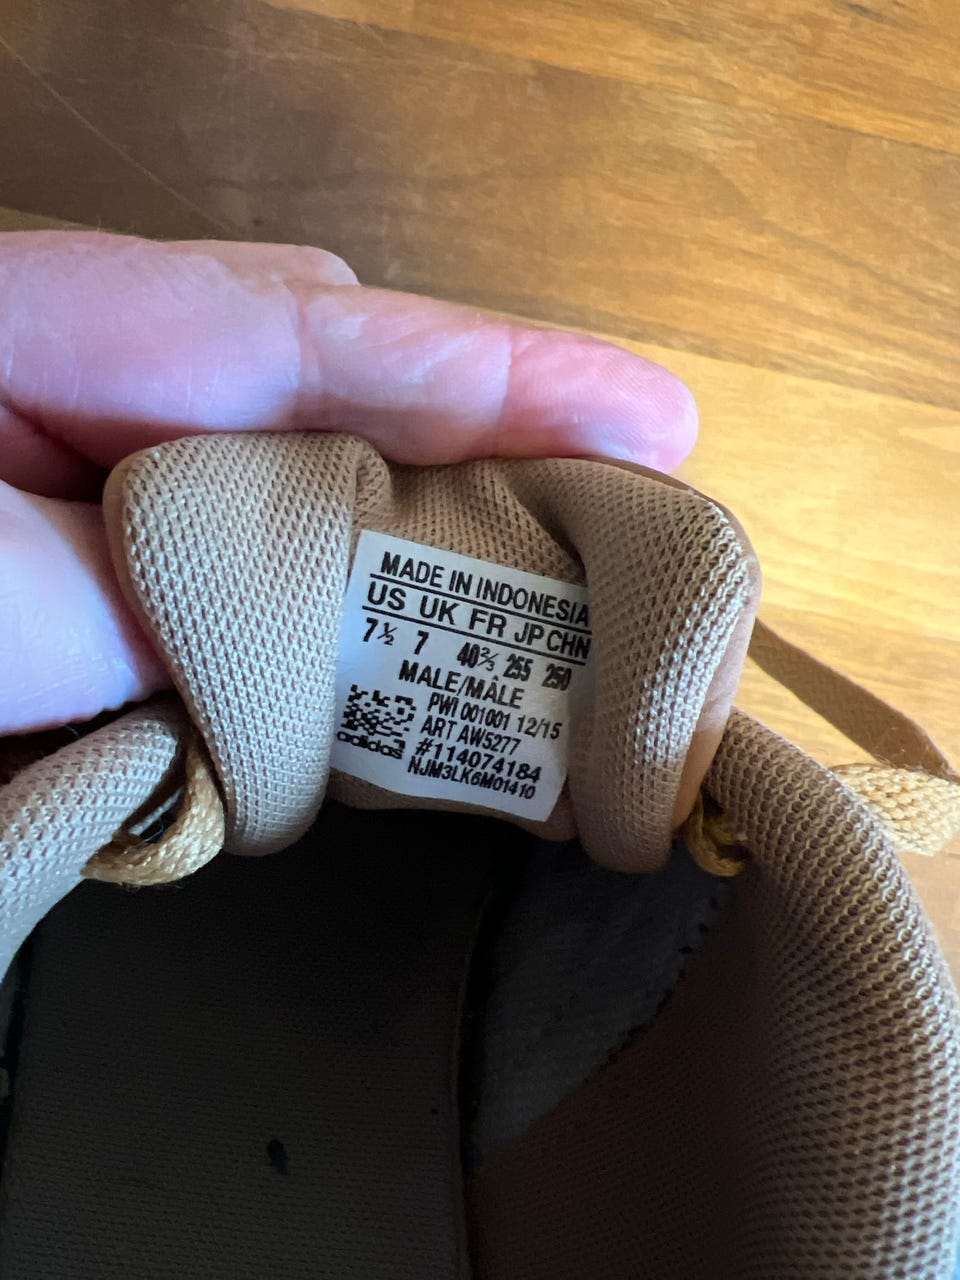 MADE IN INDONESIA
US UK FR JP CHN
7½ 7 40⅔ 255 250
MALE/MÂLE
PWI 001001 12/15
ART AW5277
#114074184
NJM3LK6M01410
adidas